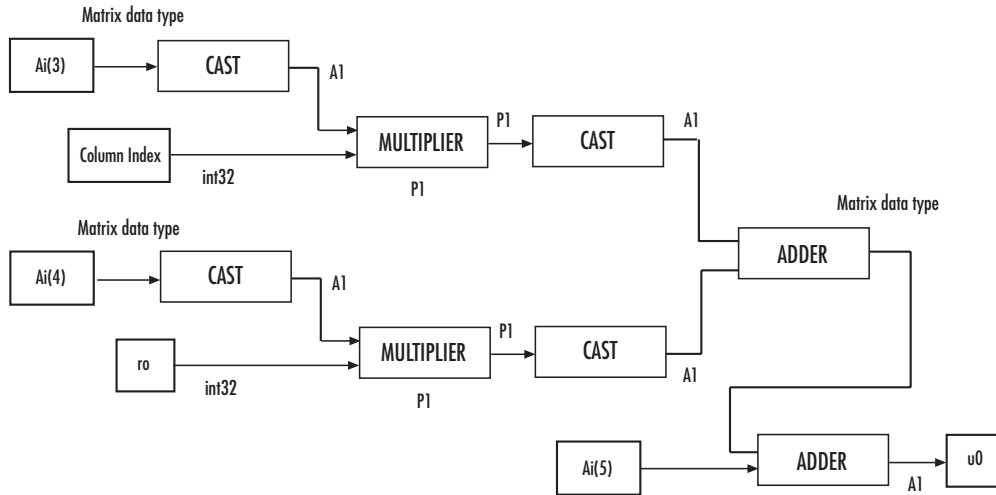 Matrix data type
Ai(3)
CAST
A1
P1
A1
Column Index
int32
MULTIPLIER
CAST
P1
Matrix data type
Matrix data type
Ai(4)
CAST
A1
ADDER
P1
ro
int32
MULTIPLIER
CAST
A1
P1
Ai(5)
ADDER
A1
u0